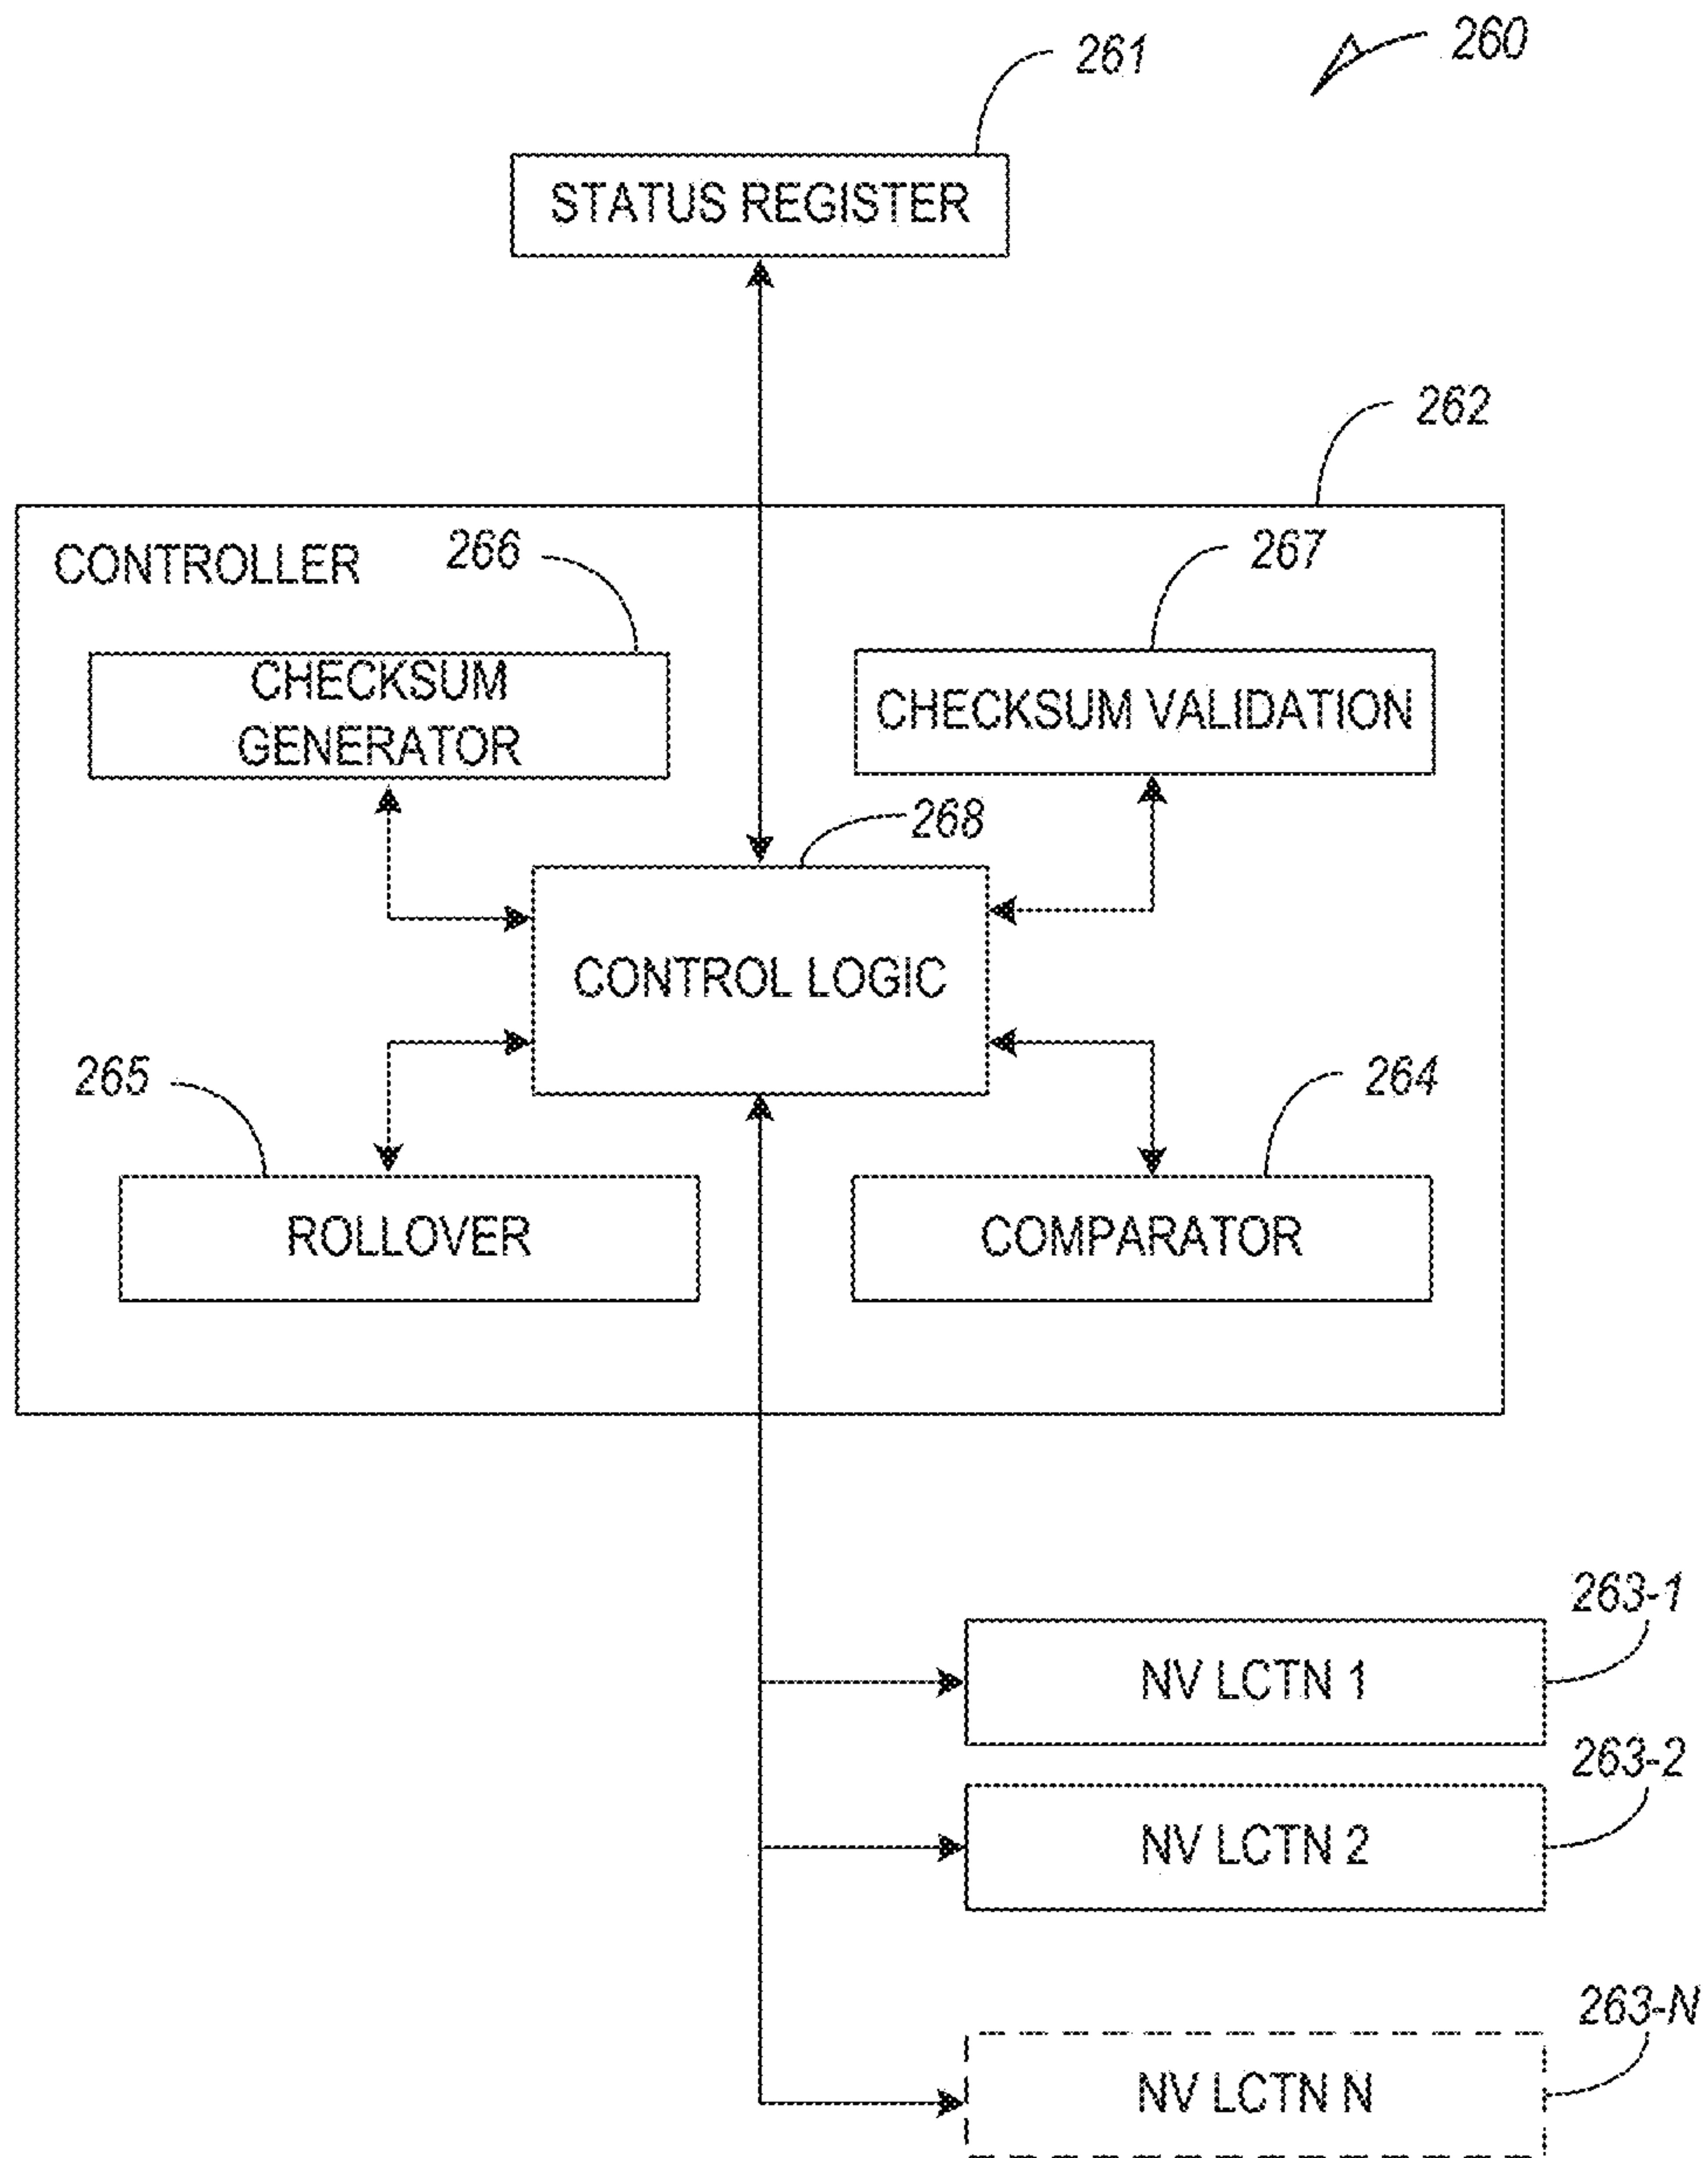 260
261
STATUS REGISTER
262
CONTROLLER
266
267
CHECKSUM
GENERATOR
CHECKSUM VALIDATION
268
CONTROL LOGIC
265
264
ROLLOVER
COMPARATOR
263-1
NV LCTN 1
263-2
NV LCTN 2
263-N
NV LCTN N